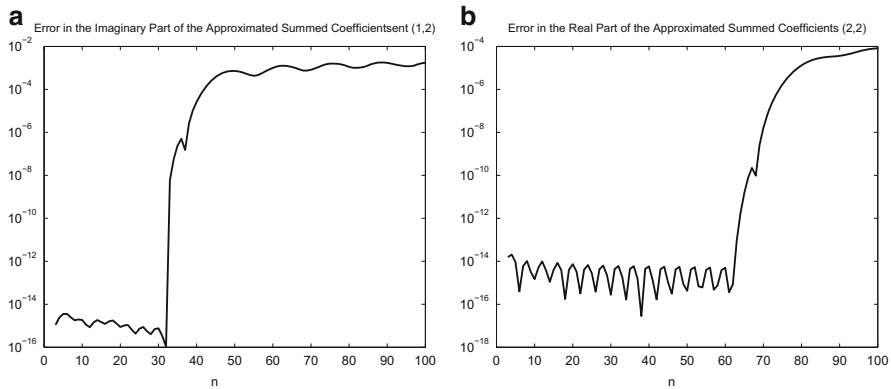 a
Error in the Imaginary Part of the Approximated Summed Coefficientsent (1,2)
10−2
10−4
10−6
10−8
10−10
10−12
10−14
10−16
0 10 20 30 40 50 60 70 80 90 100
n
b
Error in the Real Part of the Approximated Summed Coefficients (2,2)
10−4
10−6
10−8
10−10
10−12
10−14
10−16
10−18
0 10 20 30 40 50 60 70 80 90 100
n